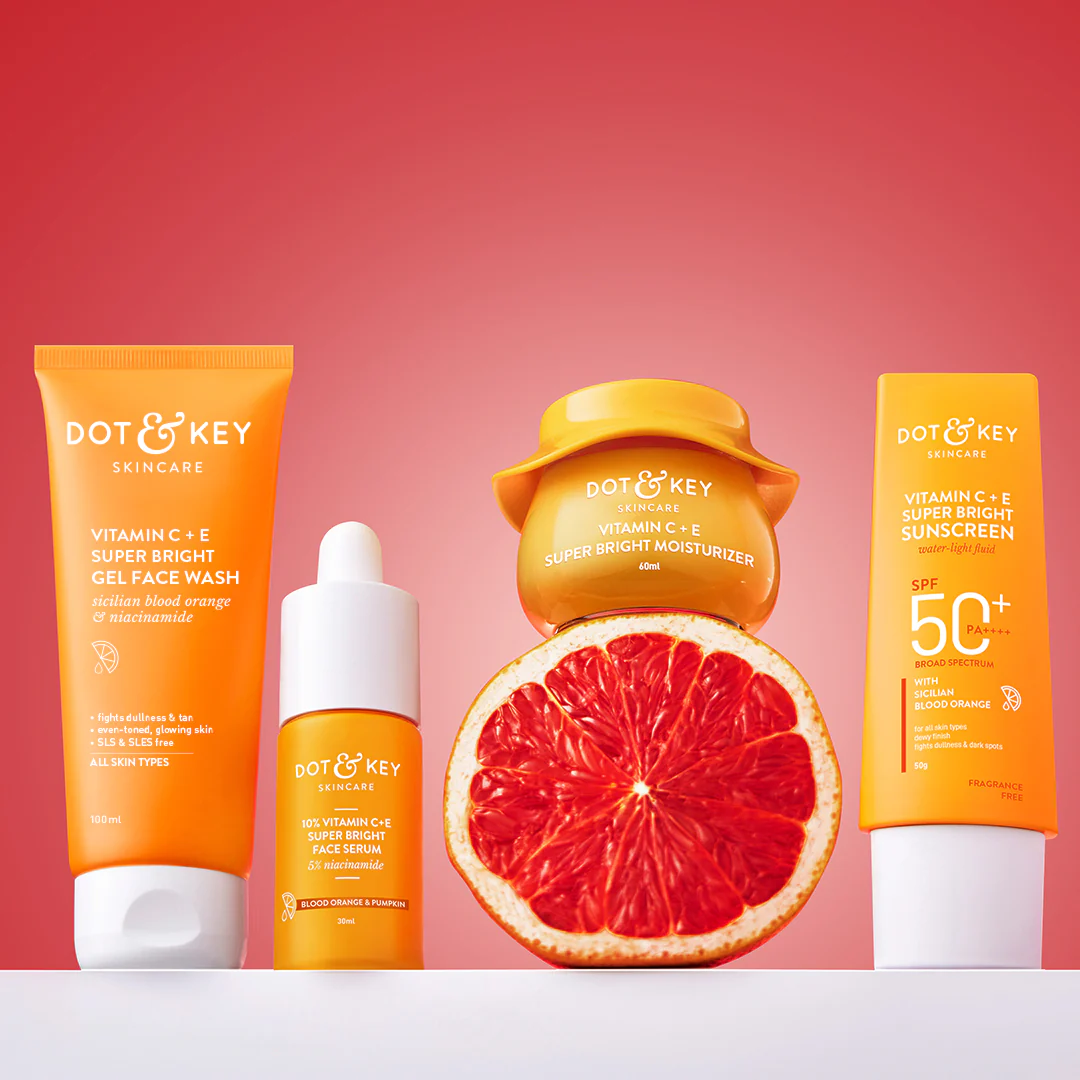 DOT & KEY
SKINCARE
VITAMIN C + E
SUPER BRIGHT
GEL FACE WASH
sicilian blood orange
& niacinamide
• fights dullness & tan
• even-toned, glowing skin
• SLS & SLES free
ALL SKIN TYPES
100ml
DOT & KEY
SKINCARE
10% VITAMIN C+E
SUPER BRIGHT
FACE SERUM
5% niacinamide
BLOOD ORANGE & PUMPKIN
30ml
DOT & KEY
SKINCARE
VITAMIN C + E
SUPER BRIGHT MOISTURIZER
60ml
DOT & KEY
SKINCARE
VITAMIN C + E
SUPER BRIGHT
SUNSCREEN
water-light fluid
SPF
50+
PA++++
BROAD SPECTRUM
WITH
SICILIAN
BLOOD ORANGE
for all skin types
dewy finish
fights dullness & dark spots
50g
FRAGRANCE
FREE